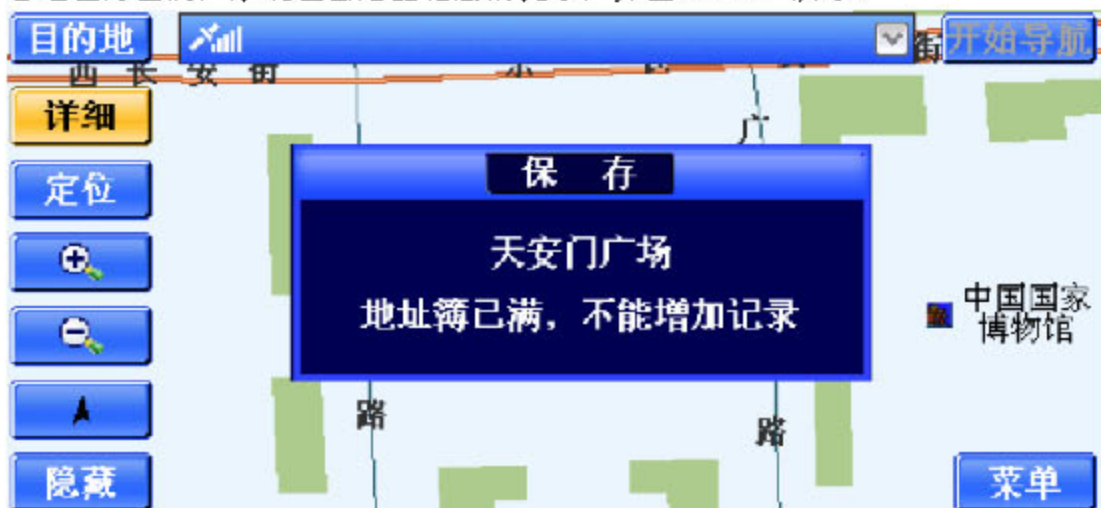 目的地
开始导航
街
西 长 安 街
详细
广
定位
保 存
天安门广场
地址簿已满，不能增加记录
中国国家
博物馆
路
路
隐藏
菜单